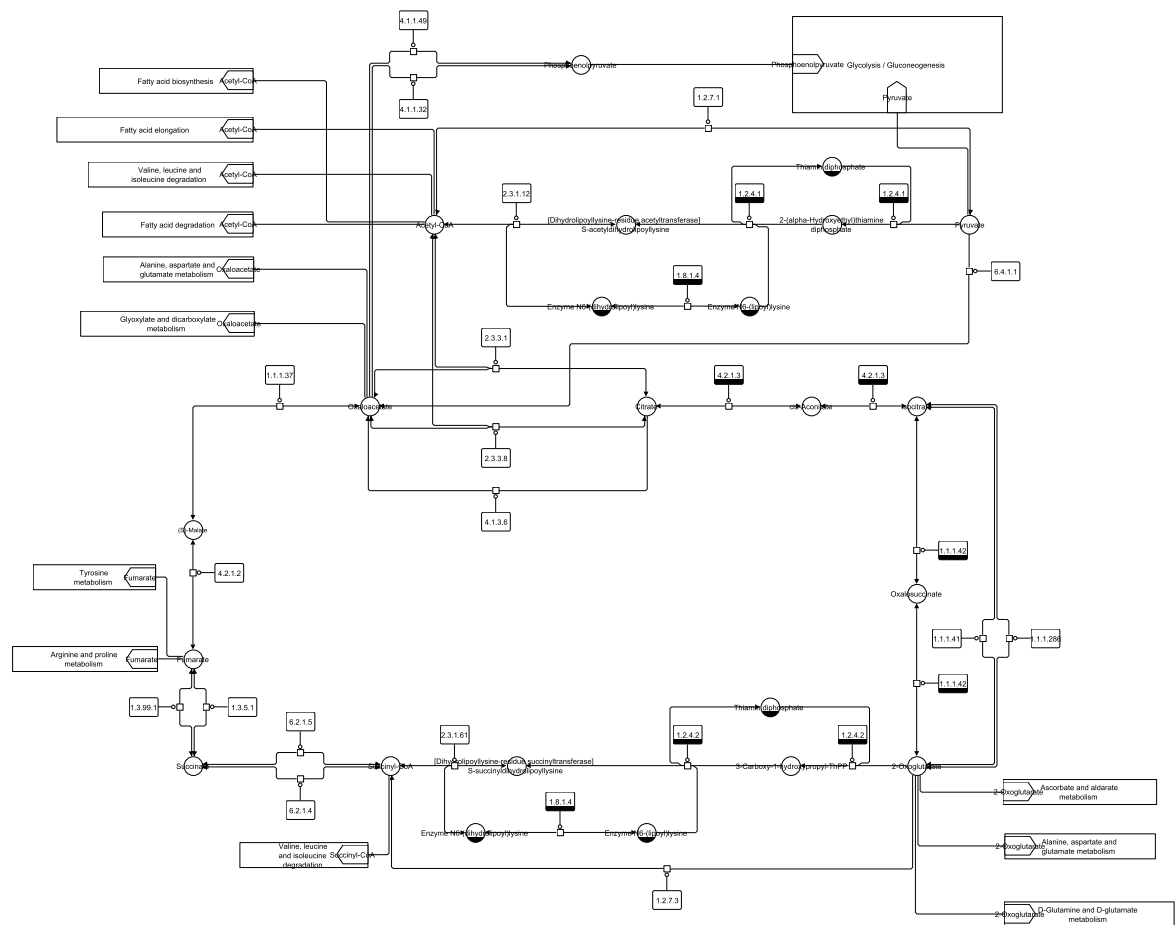 4.1.1.49
Phosphoenolpyruvate
Phosphoenolpyruvate
Glycolysis / Gluconeogenesis
Fatty acid biosynthesis
Acetyl-CoA
4.1.1.32
1.2.7.1
Pyruvate
Fatty acid elongation
Acetyl-CoA
Valine, leucine and
isoleucine degradation
Acetyl-CoA
Thiamin diphosphate
2.3.1.12
1.2.4.1
1.2.4.1
Fatty acid degradation
Acetyl-CoA
Acetyl-CoA
[Dihydrolipoyllysine-residue acetyltransferase]
S-acetyldihydrolipoyllysine
2-(alpha-Hydroxyethyl)thiamine
diphosphate
Pyruvate
Alanine, aspartate and
glutamate metabolism
Oxaloacetate
1.8.1.4
6.4.1.1
Enzyme N6-(dihydrolipoyl)lysine
Enzyme N6-(lipoyl)lysine
Glyoxylate and dicarboxylate
metabolism
Oxaloacetate
2.3.3.1
1.1.1.37
4.2.1.3
4.2.1.3
Oxaloacetate
Citrate
cis-Aconitate
Isocitrate
2.3.3.8
4.1.3.6
(S)-Malate
1.1.1.42
Tyrosine
metabolism
Fumarate
4.2.1.2
Oxalosuccinate
1.1.1.41
1.1.1.286
Arginine and proline
metabolism
Fumarate
Fumarate
1.1.1.42
1.3.99.1
1.3.5.1
Thiamin diphosphate
6.2.1.5
2.3.1.61
1.2.4.2
1.2.4.2
Succinate
Succinyl-CoA
[Dihydrolipoyllysine-residue succinyltransferase]
S-succinyldihydrolipoyllysine
3-Carboxy-1-hydroxypropyl-ThPP
2-Oxoglutarate
6.2.1.4
1.8.1.4
2-Oxoglutarate
Ascorbate and aldarate
metabolism
Enzyme N6-(dihydrolipoyl)lysine
Enzyme N6-(lipoyl)lysine
Valine, leucine
and isoleucine
degradation
Succinyl-CoA
2-Oxoglutarate
Alanine, aspartate and
glutamate metabolism
1.2.7.3
2-Oxoglutarate
D-Glutamine and D-glutamate
metabolism